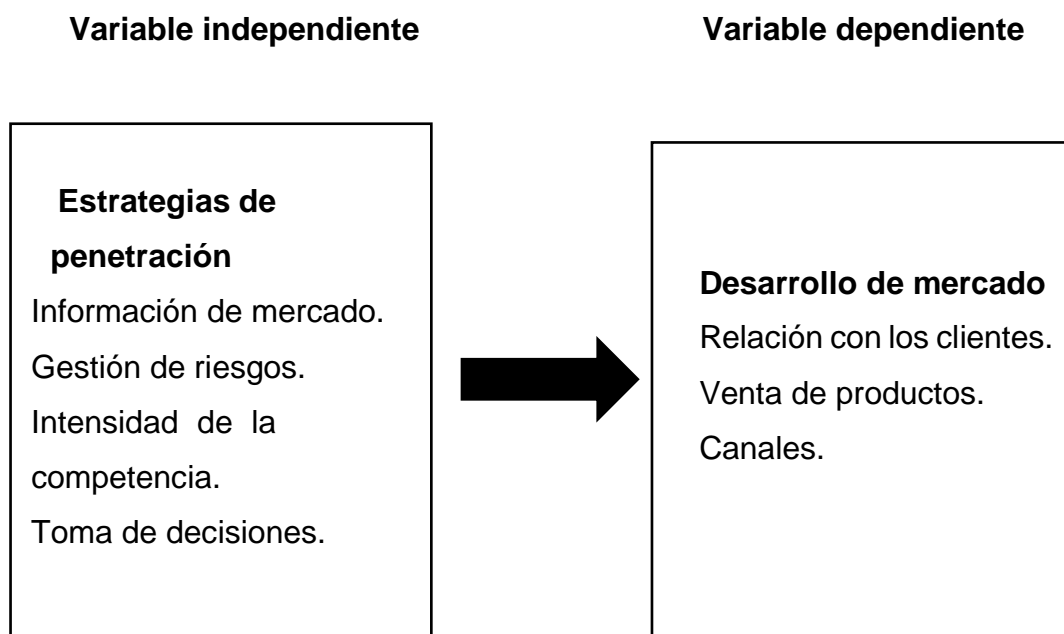 Variable independiente
Variable dependiente
Estrategias de
penetración
Información de mercado.
Gestión de riesgos.
Intensidad de la
competencia.
Toma de decisiones.
Desarrollo de mercado
Relación con los clientes.
Venta de productos.
Canales.